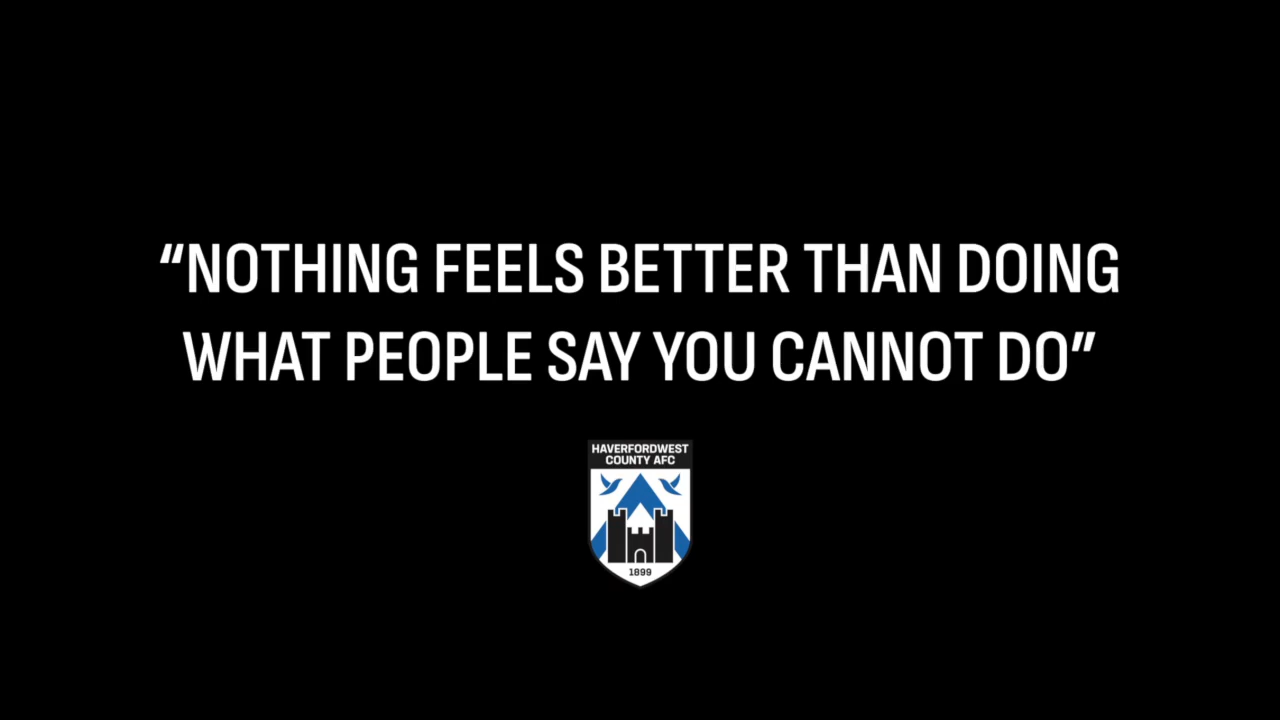 “NOTHING FEELS BETTER THAN DOING
WHAT PEOPLE SAY YOU CANNOT DO”
HAVERFORDWEST
COUNTY AFC
1899